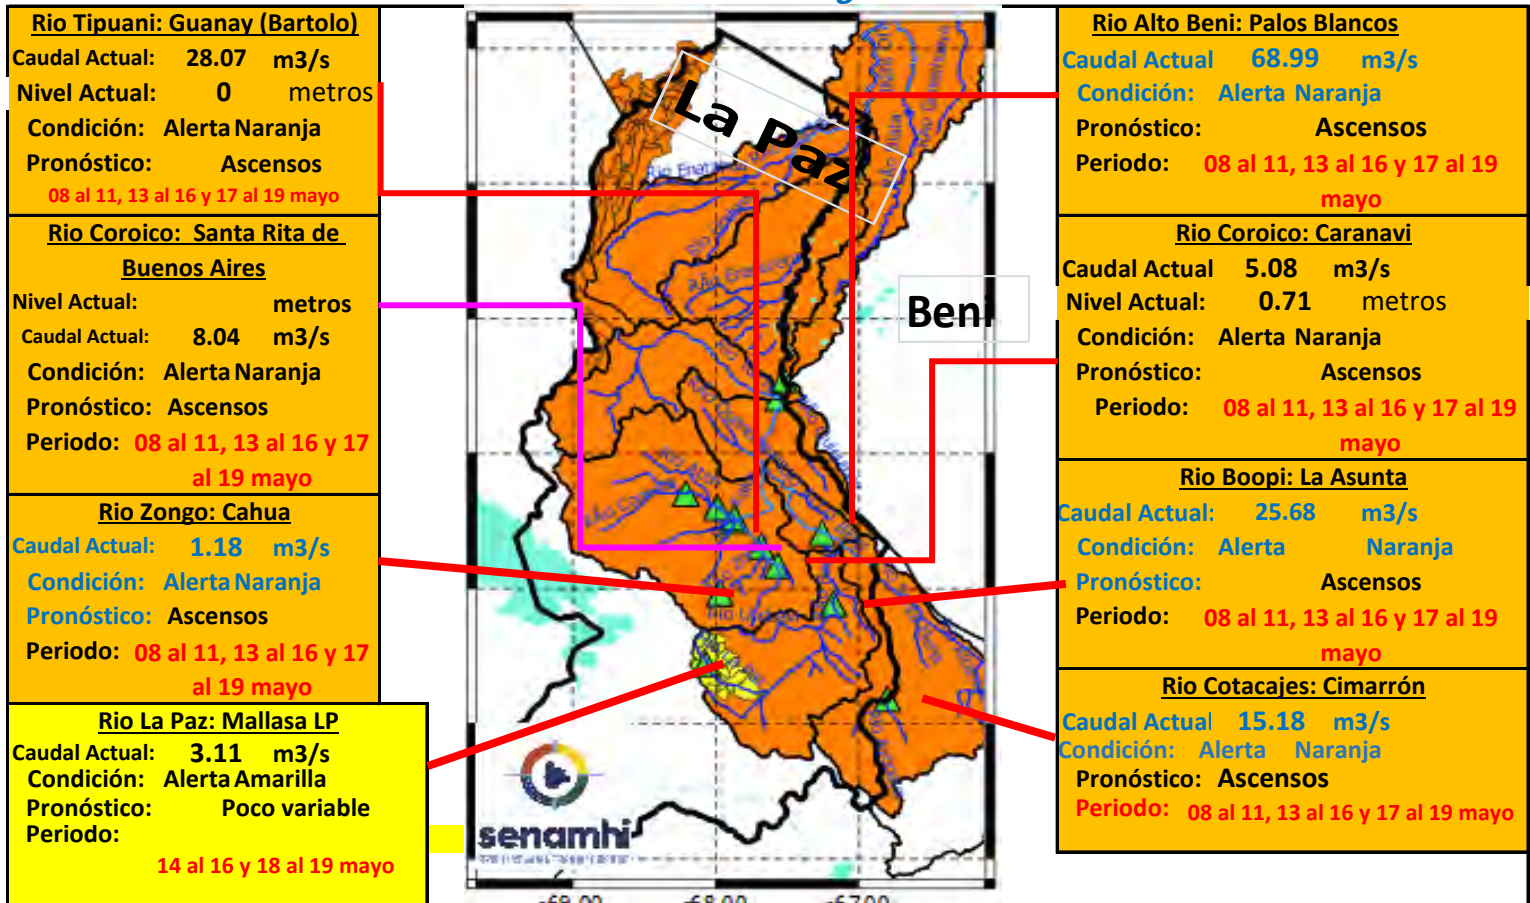 Rio Tipuani: Guanay (Bartolo)
Caudal Actual: 28.07 m3/s
Nivel Actual: 0 metros
Condición: Alerta Naranja
Pronóstico: Ascensos
08 al 11, 13 al 16 y 17 al 19 mayo
Rio Coroico: Santa Rita de
Buenos Aires
Nivel Actual: metros
Caudal Actual: 8.04 m3/s
Condición: Alerta Naranja
Pronóstico: Ascensos
Periodo: 08 al 11, 13 al 16 y 17
al 19 mayo
Rio Zongo: Cahua
Caudal Actual: 1.18 m3/s
Condición: Alerta Naranja
Pronóstico: Ascensos
Periodo: 08 al 11, 13 al 16 y 17
al 19 mayo
Rio La Paz: Mallasa LP
Caudal Actual: 3.11 m3/s
Condición: Alerta Amarilla
Pronóstico: Poco variable
Periodo:
14 al 16 y 18 al 19 mayo
La Paz
Beni
senamhi
-69.00 -68.00 -67.00
Rio Alto Beni: Palos Blancos
Caudal Actual 68.99 m3/s
Condición: Alerta Naranja
Pronóstico: Ascensos
Periodo: 08 al 11, 13 al 16 y 17 al 19
mayo
Rio Coroico: Caranavi
Caudal Actual 5.08 m3/s
Nivel Actual: 0.71 metros
Condición: Alerta Naranja
Pronóstico: Ascensos
Periodo: 08 al 11, 13 al 16 y 17 al 19
mayo
Rio Boopi: La Asunta
Caudal Actual: 25.68 m3/s
Condición: Alerta Naranja
Pronóstico: Ascensos
Periodo: 08 al 11, 13 al 16 y 17 al 19
mayo
Rio Cotacajes: Cimarrón
Caudal Actual 15.18 m3/s
Condición: Alerta Naranja
Pronóstico: Ascensos
Periodo: 08 al 11, 13 al 16 y 17 al 19 mayo